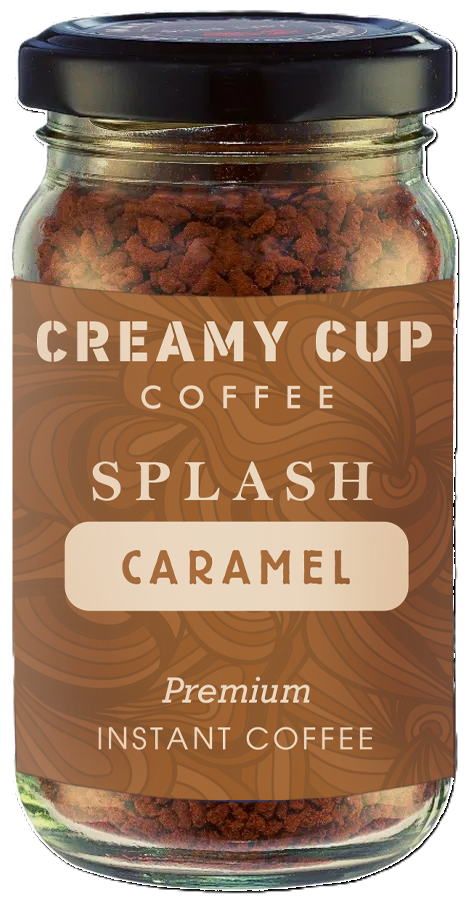 CREAMY CUP
COFFEE
SPLASH
CARAMEL
Premium
INSTANT COFFEE